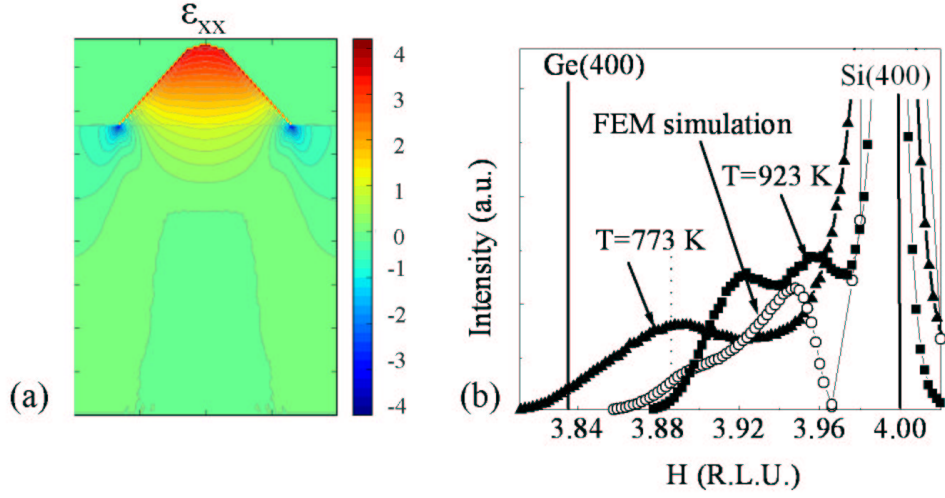 εxx
4
3
2
1
0
-1
-2
-3
-4
(a)
Ge(400)
Si(400)
FEM simulation
T=923 K
T=773 K
Intensity (a.u.)
3.84 3.88 3.92 3.96 4.00
H (R.L.U.)
(b)